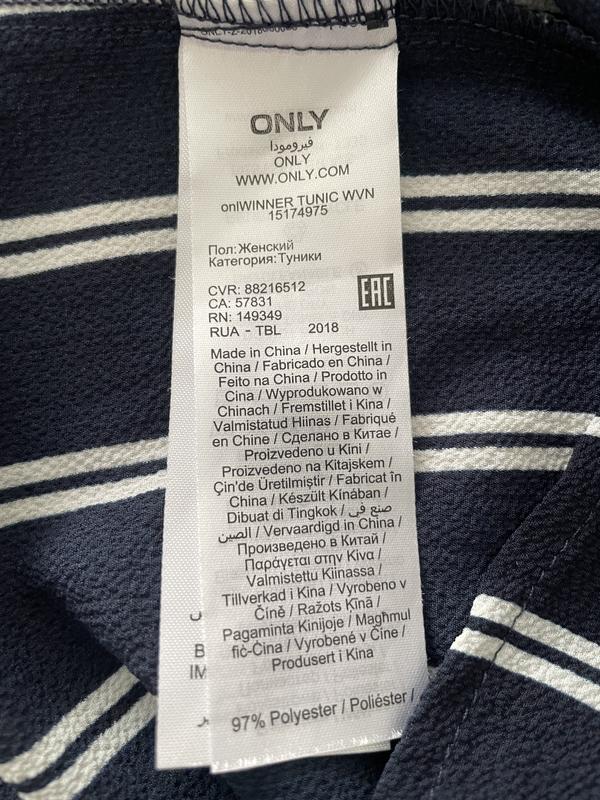 ONLY
فيرومودا
ONLY
WWW.ONLY.COM
onlWINNER TUNIC WVN
15174975
Пол: Женский
Категория: Туники
CVR: 88216512
CA: 57831
RN: 149349
RUA - TBL 2018
EAC
Made in China / Hergestellt in
China / Fabricado en China /
Feito na China / Prodotto in
Cina / Wyprodukowano w
Chinach / Fremstillet i Kina /
Valmistatud Hiinas / Fabriqué
en Chine / Сделано в Китае /
Proizvedeno u Kini /
Proizvedeno na Kitajskem /
Çin'de Üretilmiştir / Fabricat în
China / Készült Kínában /
Dibuat di Tingkok / صنع في
الصين / Vervaardigd in China /
Произведено в Китай /
Παράγεται στην Κινα /
Valmistettu Kiinassa /
Tillverkad i Kina / Vyrobeno v
Číně / Ražots Kīnā /
Pagaminta Kinijoje / Magħmul
fiċ-Ċina / Vyrobené v Číne /
Produsert i Kina
B
IM
97% Polyester / Poliéster /